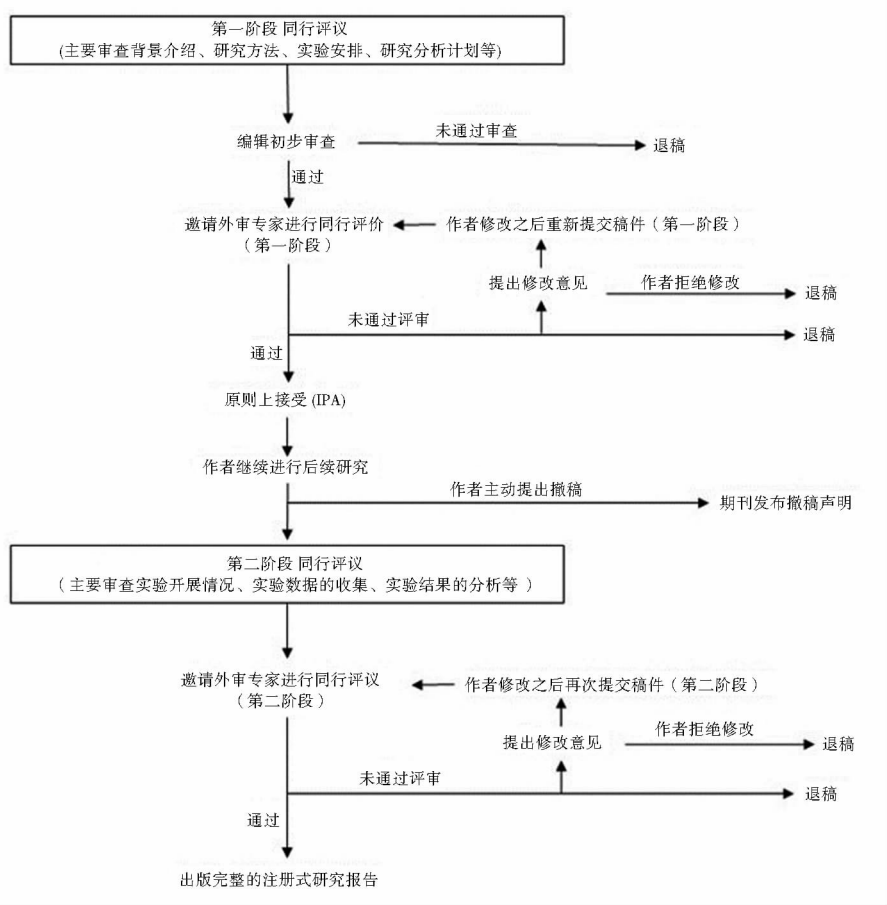 第一阶段 同行评议
(主要审查背景介绍、研究方法、实验安排、研究分析计划等)
编辑初步审查
未通过审查
退稿
通过
邀请外审专家进行同行评价
(第一阶段)
作者修改之后重新提交稿件(第一阶段)
提出修改意见
作者拒绝修改
退稿
未通过评审
退稿
通过
原则上接受 (IPA)
作者继续进行后续研究
作者主动提出撤稿
期刊发布撤稿声明
第二阶段 同行评议
(主要审查实验开展情况、实验数据的收集、实验结果的分析等 )
邀请外审专家进行同行评议
(第二阶段)
作者修改之后再次提交稿件(第二阶段)
提出修改意见
作者拒绝修改
退稿
未通过评审
退稿
通过
出版完整的注册式研究报告